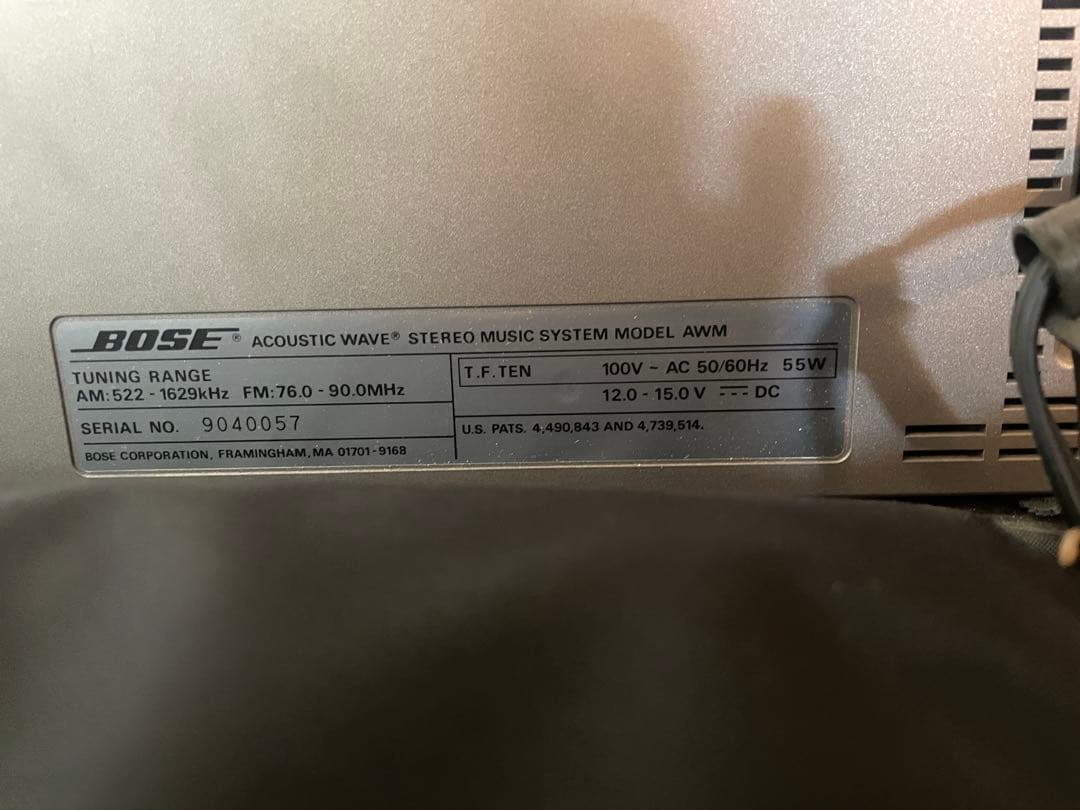 BOSE® ACOUSTIC WAVE® STEREO MUSIC SYSTEM MODEL AWM
TUNING RANGE
AM:522 - 1629kHz FM:76.0 - 90.0MHz
SERIAL NO. 9040057
BOSE CORPORATION, FRAMINGHAM, MA 01701-9168
T.F.TEN 100V ~ AC 50/60Hz 55W
12.0 - 15.0 V ⎓ DC
U.S. PATS. 4,490,843 AND 4,739,514.